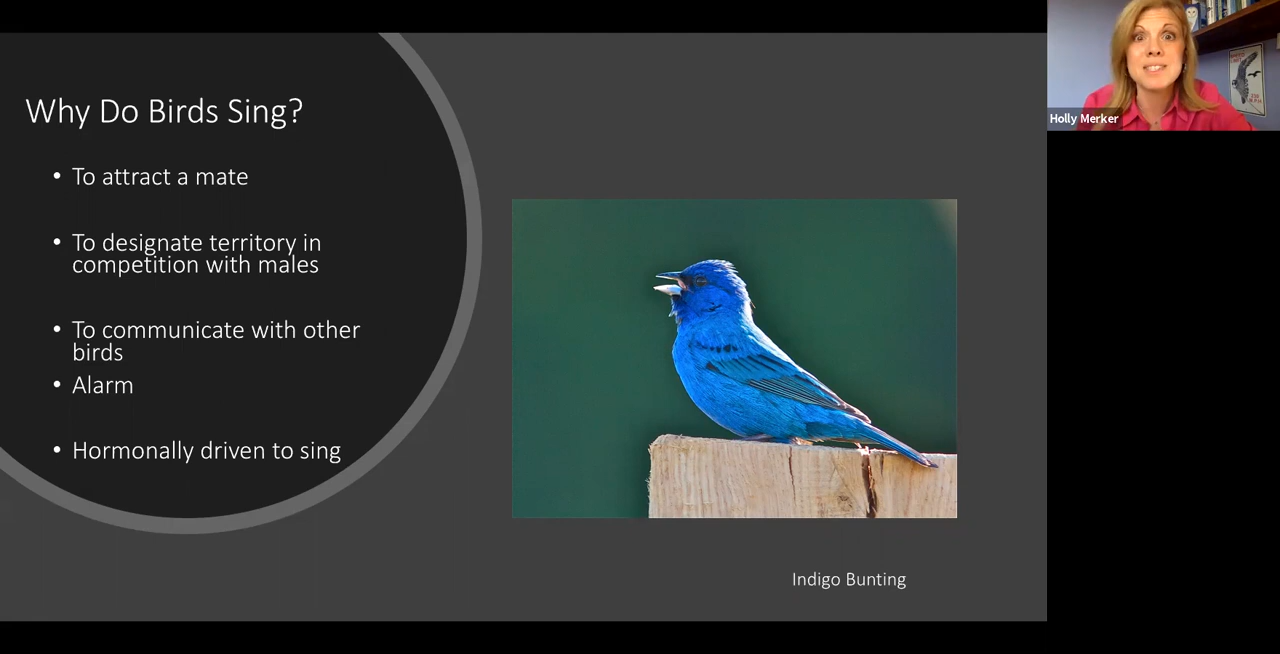 Why Do Birds Sing?
• To attract a mate
• To designate territory in
competition with males
• To communicate with other
birds
• Alarm
• Hormonally driven to sing
Indigo Bunting
Holly Merker